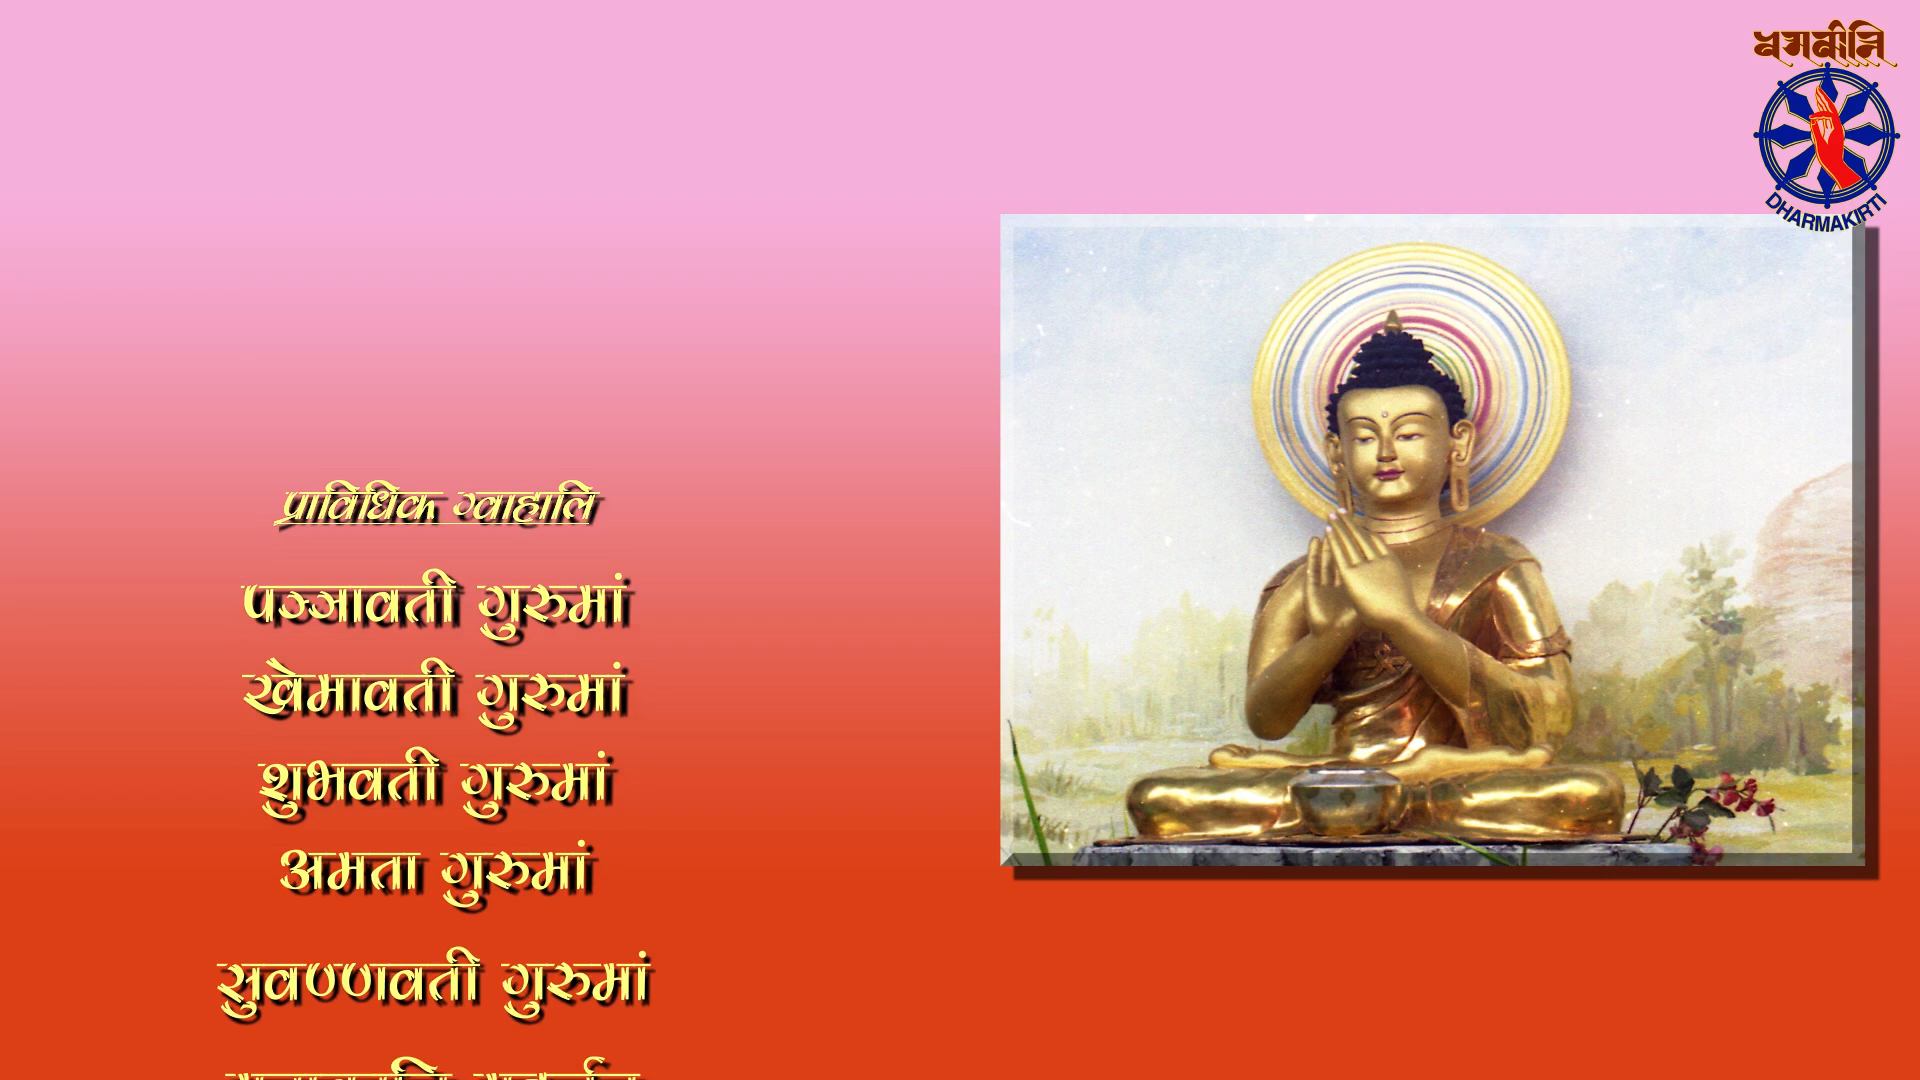 धर्मकीर्ति
DHARMAKIRTI
प्राविधिक ग्वाहालि
पञ्ञावती गुरुमां
खेमावती गुरुमां
शुभवती गुरुमां
अमता गुरुमां
सुवण्णवती गुरुमां